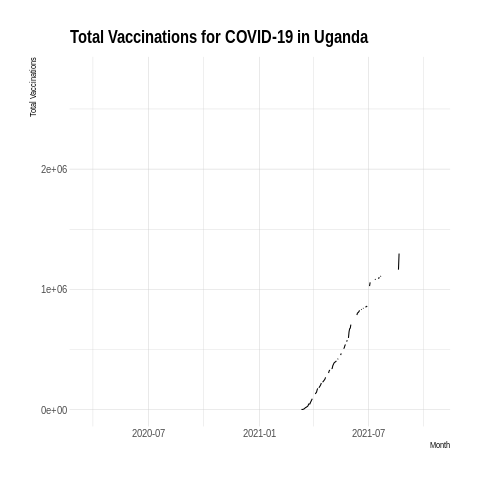 Total Vaccinations for COVID-19 in Uganda
Total Vaccinations
2e+06
1e+06
0e+00
2020-07
2021-01
2021-07
Month